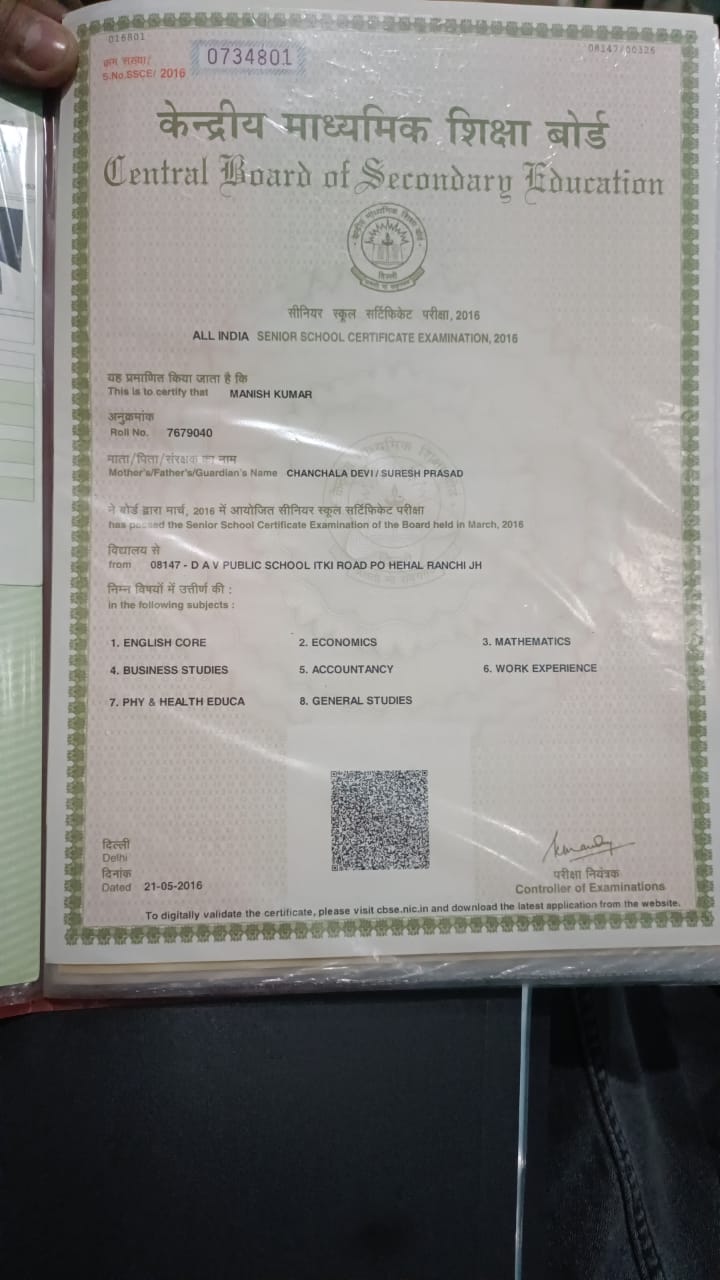 016801
08147/00326
क्रम संख्या/
S.No.SSCE/ 2016
0734801
केन्द्रीय माध्यमिक शिक्षा बोर्ड
Central Board of Secondary Education
केन्द्रीय माध्यमिक शिक्षा बोर्ड
दिल्ली
सीनियर स्कूल सर्टिफिकेट परीक्षा, 2016
ALL INDIA SENIOR SCHOOL CERTIFICATE EXAMINATION, 2016
यह प्रमाणित किया जाता है कि
This is to certify that MANISH KUMAR
अनुक्रमांक
Roll No. 7679040
माता/पिता/संरक्षक का नाम
Mother's/Father's/Guardian's Name CHANCHALA DEVI / SURESH PRASAD
ने बोर्ड द्वारा मार्च, 2016 में आयोजित सीनियर स्कूल सर्टिफिकेट परीक्षा
has passed the Senior School Certificate Examination of the Board held in March, 2016
विद्यालय से
from 08147 - D A V PUBLIC SCHOOL ITKI ROAD PO HEHAL RANCHI JH
निम्न विषयों में उत्तीर्ण की :
in the following subjects :
1. ENGLISH CORE 2. ECONOMICS 3. MATHEMATICS
4. BUSINESS STUDIES 5. ACCOUNTANCY 6. WORK EXPERIENCE
7. PHY & HEALTH EDUCA 8. GENERAL STUDIES
दिल्ली
Delhi
दिनांक
Dated 21-05-2016
परीक्षा नियंत्रक
Controller of Examinations
To digitally validate the certificate, please visit cbse.nic.in and download the latest application from the website.